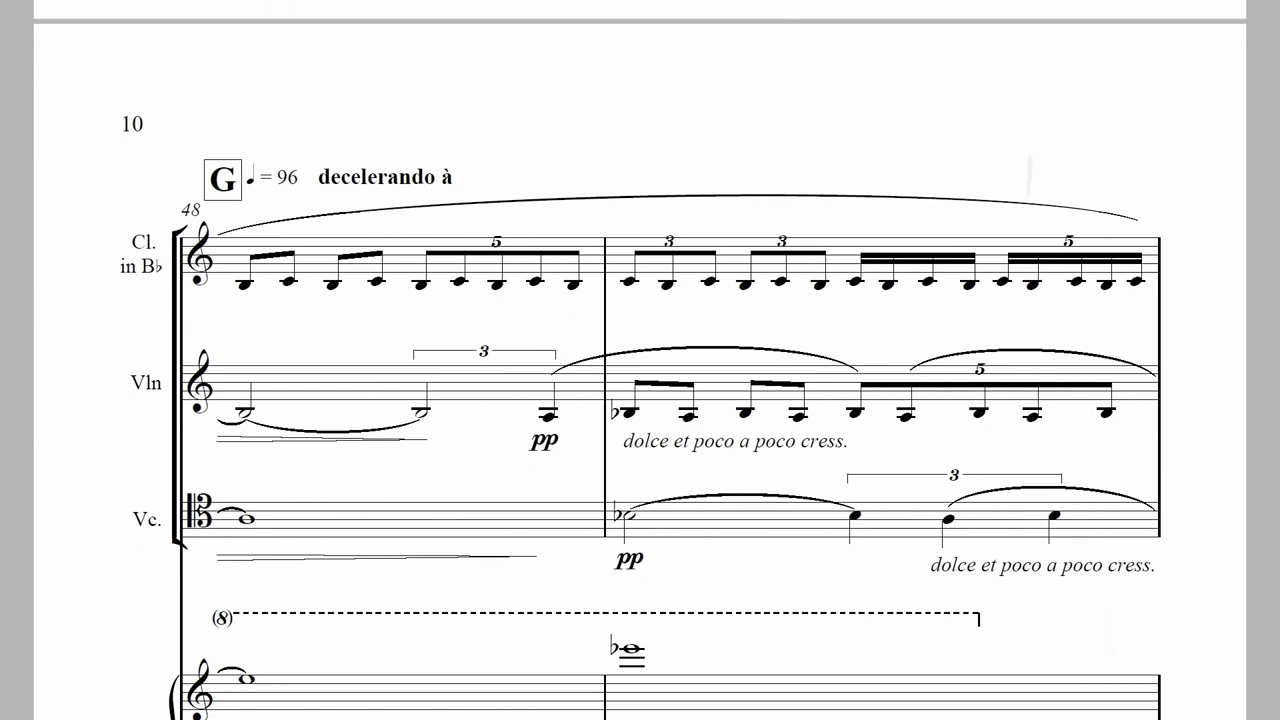 10
G ♩ = 96 decelerando à
48
Cl.
in B♭
5
3
3
5
Vln
3
5
pp
dolce et poco a poco cress.
Vc.
3
pp
dolce et poco a poco cress.
(8)